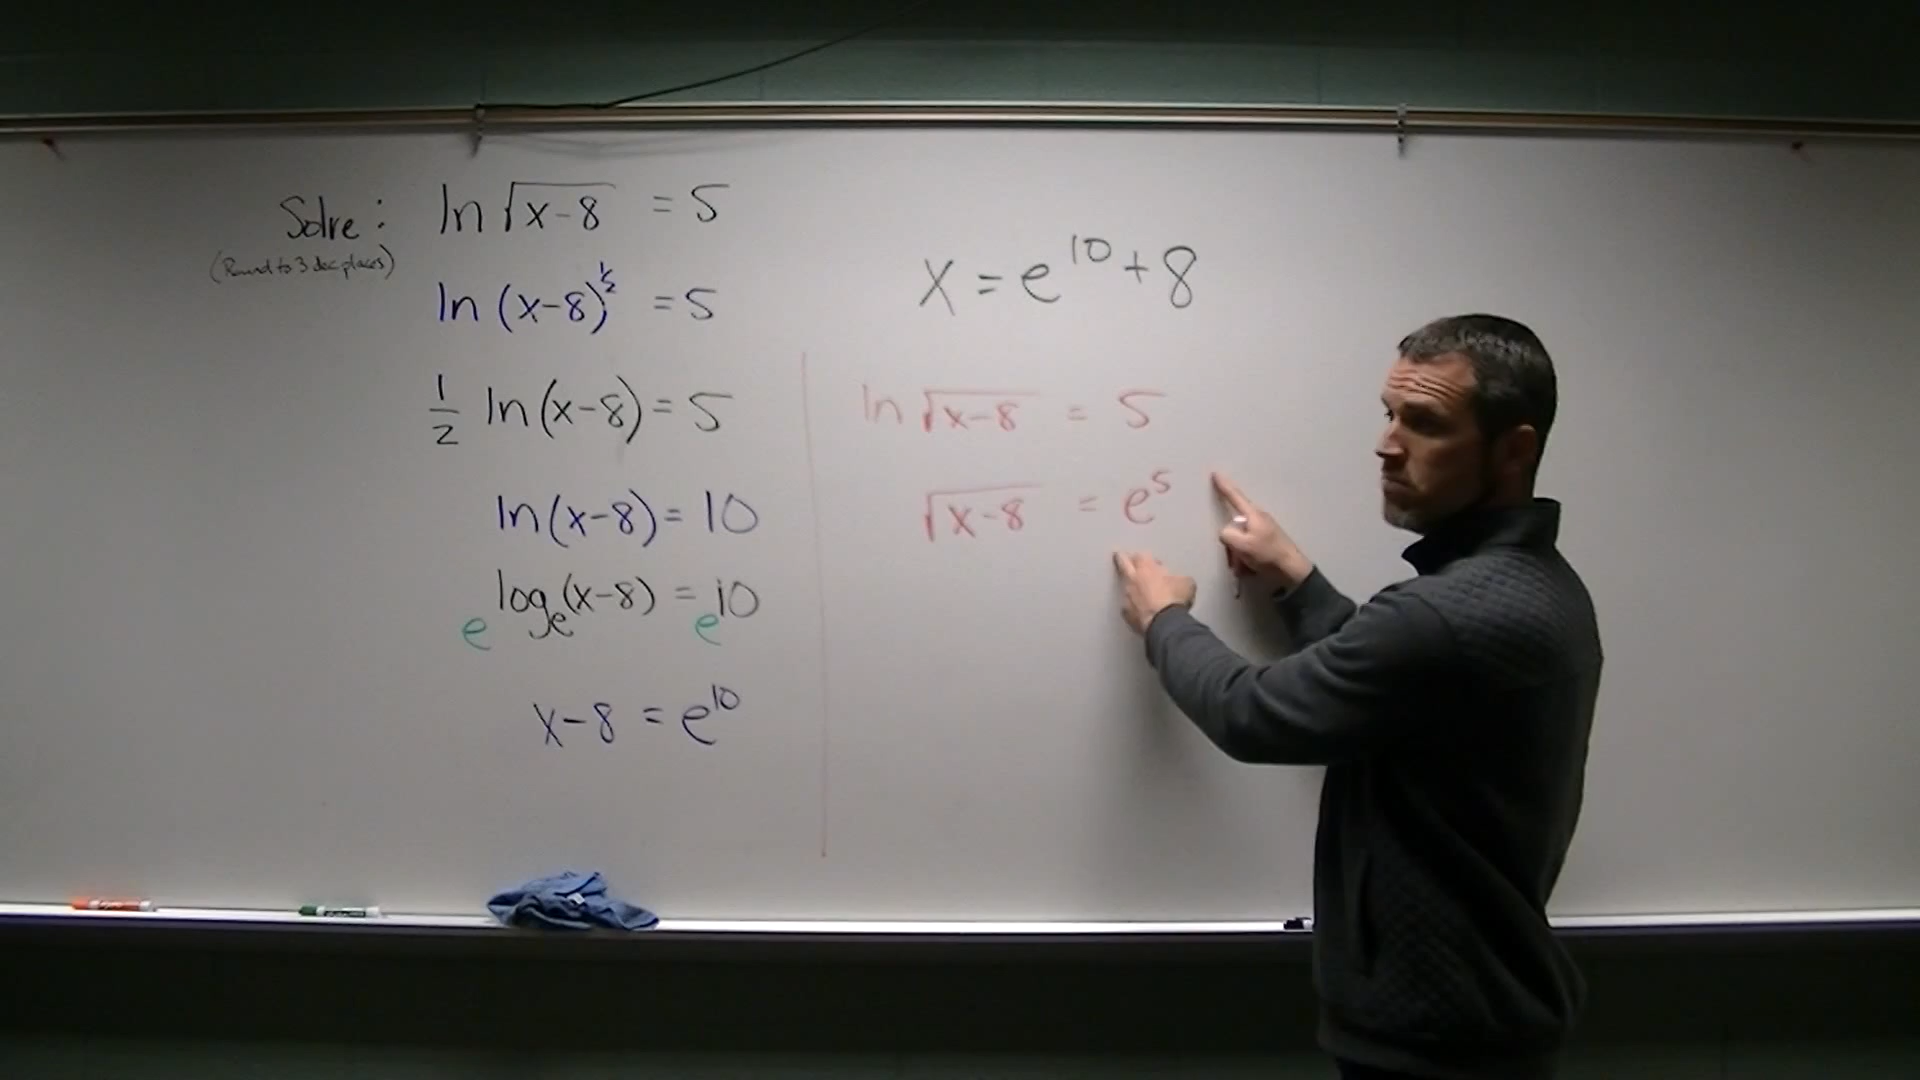 Solve: ln √x-8 = 5
(Round to 3 dec places)
ln (x-8)^½ = 5
1/2 ln(x-8) = 5
ln(x-8) = 10
e^log_e(x-8) = e^10
x-8 = e^10
x = e^10 + 8
ln √x-8 = 5
√x-8 = e^5